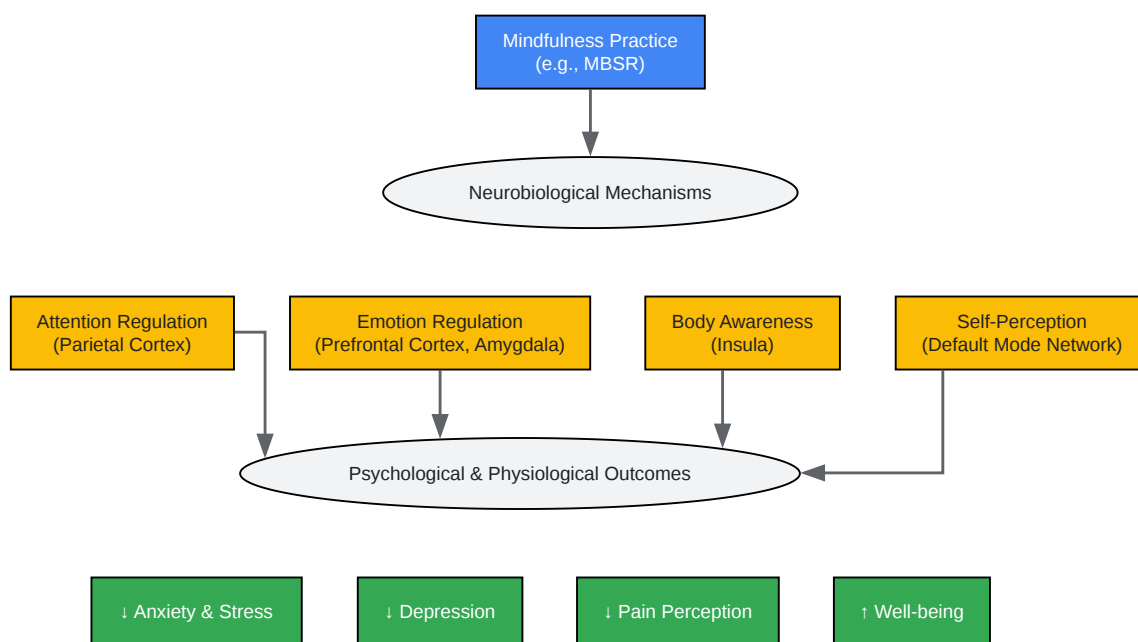 Mindfulness Practice
(e.g., MBSR)
Neurobiological Mechanisms
Attention Regulation
(Parietal Cortex)
Emotion Regulation
(Prefrontal Cortex, Amygdala)
Body Awareness
(Insula)
Self-Perception
(Default Mode Network)
Psychological & Physiological Outcomes
↓ Anxiety & Stress
↓ Depression
↓ Pain Perception
↑ Well-being